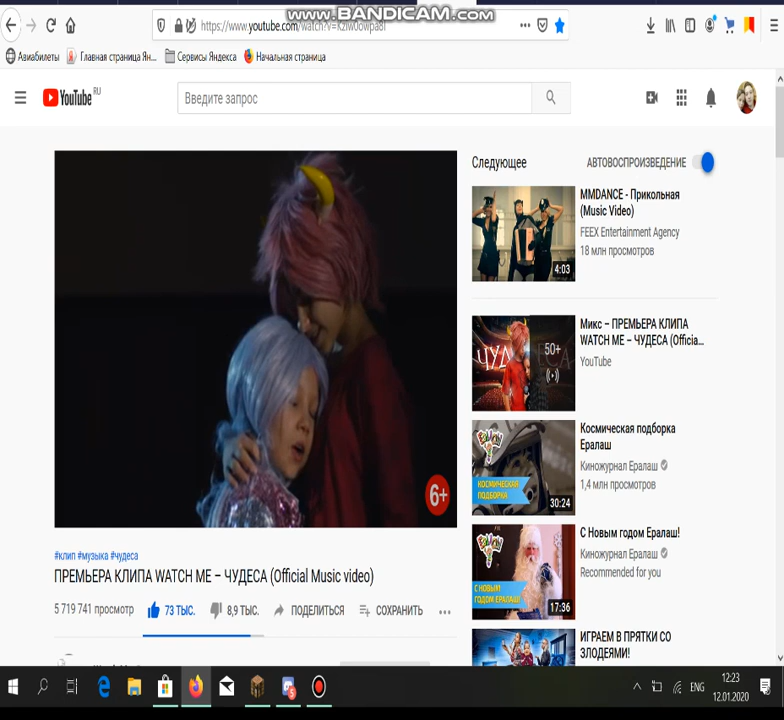 www.BANDICAM.com
https://www.youtube.com/watch?v=
Авиабилеты
Главная страница Ян...
Сервисы Яндекса
Начальная страница
YouTube RU
Введите запрос
Следующее
АВТОВОСПРОИЗВЕДЕНИЕ
MMDANCE - Прикольная
(Music Video)
FEEX Entertainment Agency
18 млн просмотров
4:03
Микс – ПРЕМЬЕРА КЛИПА
WATCH ME – ЧУДЕСА (Officia...
YouTube
50+
Космическая подборка
Ералаш
Киножурнал Ералаш
1,4 млн просмотров
КОСМИЧЕСКАЯ
ПОДБОРКА
30:24
С Новым годом Ералаш!
Киножурнал Ералаш
Recommended for you
С НОВЫМ
ГОДОМ ЕРАЛАШ!
17:36
ИГРАЕМ В ПРЯТКИ СО
ЗЛОДЕЯМИ!
6+
#клип #музыка #чудеса
ПРЕМЬЕРА КЛИПА WATCH ME – ЧУДЕСА (Official Music video)
5 719 741 просмотр
73 ТЫС.
8,9 ТЫС.
ПОДЕЛИТЬСЯ
СОХРАНИТЬ
ENG
12:23
12.01.2020